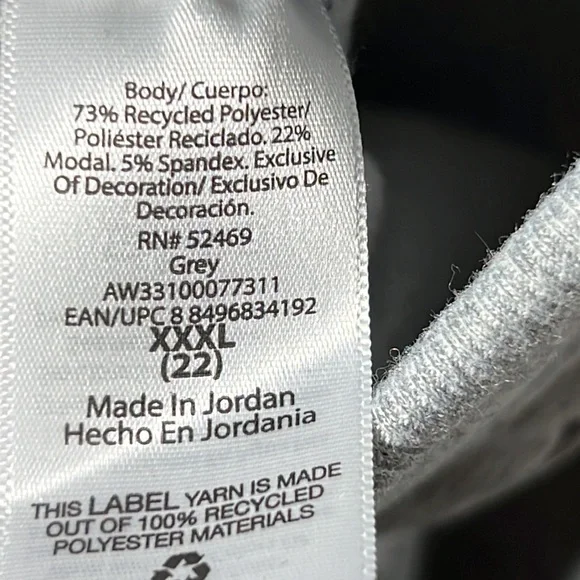 Body/ Cuerpo:
73% Recycled Polyester/
Poliéster Reciclado. 22%
Modal. 5% Spandex. Exclusive
Of Decoration/ Exclusivo De
Decoración.
RN# 52469
Grey
AW33100077311
EAN/UPC 8 8496834192
XXXL
(22)
Made In Jordan
Hecho En Jordania
THIS LABEL YARN IS MADE
OUT OF 100% RECYCLED
POLYESTER MATERIALS